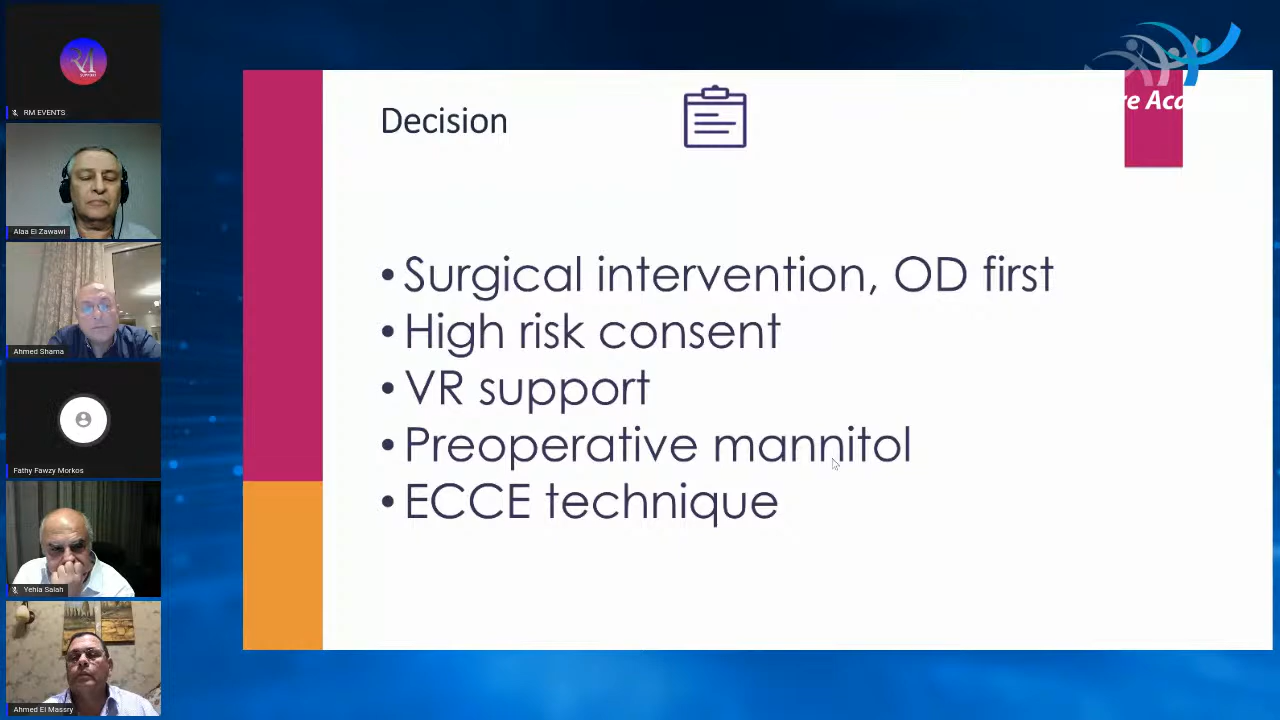 RM EVENTS
Alaa El Zawawi
Ahmed Shama
Fathy Fawzy Morkos
Yehia Salah
Ahmed El Massry
Decision
• Surgical intervention, OD first
• High risk consent
• VR support
• Preoperative mannitol
• ECCE technique